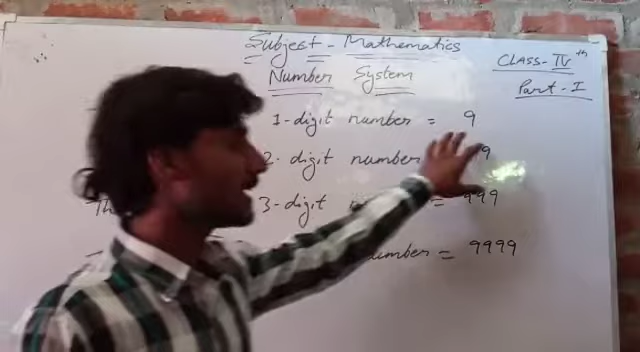 Subject - Mathematics
CLASS - IV th
Number System
Part - I
1-digit number = 9
2-digit number 9
3-digit = 999
number = 9999